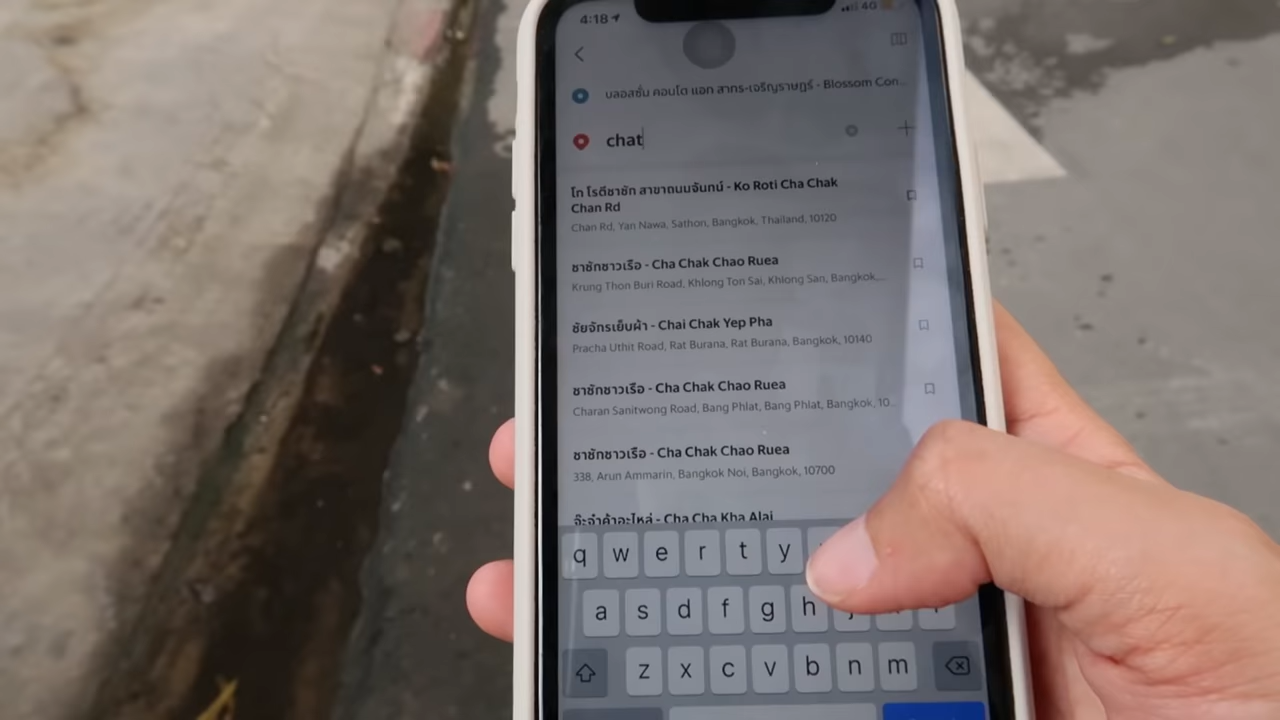 4:18
4G
บลอสซั่ม คอนโด แอท สาทร-เจริญราษฎร์ - Blossom Con...
chat
โก โรตีชาชัก สาขาถนนจันทน์ - Ko Roti Cha Chak
Chan Rd
Chan Rd, Yan Nawa, Sathon, Bangkok, Thailand, 10120
ชาชักชาวเรือ - Cha Chak Chao Ruea
Krung Thon Buri Road, Khlong Ton Sai, Khlong San, Bangkok,...
ชัยจักรเย็บผ้า - Chai Chak Yep Pha
Pracha Uthit Road, Rat Burana, Rat Burana, Bangkok, 10140
ชาชักชาวเรือ - Cha Chak Chao Ruea
Charan Sanitwong Road, Bang Phlat, Bang Phlat, Bangkok, 10...
ชาชักชาวเรือ - Cha Chak Chao Ruea
338, Arun Ammarin, Bangkok Noi, Bangkok, 10700
จ๊ะจ๋าค้าอะไหล่ - Cha Cha Kha Alai
q w e r t y
a s d f g h
z x c v b n m